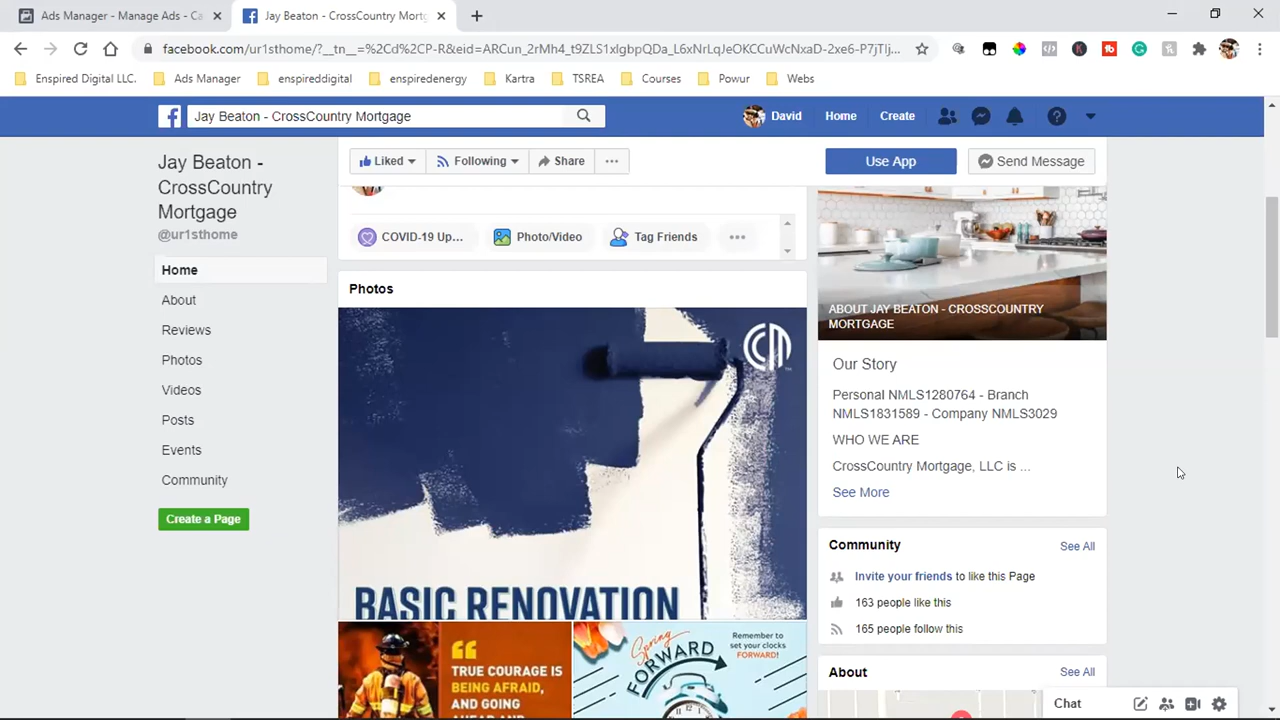 Ads Manager - Manage Ads - Ca
Jay Beaton - CrossCountry Mortg
facebook.com/ur1sthome/?__tn__=%2Cd%2CP-R&eid=ARCun_2rMh4_t9ZLS1xIgbpQDa_L6xNrLqJeOKCCuWcNxaD-2xe6-P7jTIj...
Enspired Digital LLC.
Ads Manager
enspireddigital
enspiredenergy
Kartra
TSREA
Courses
Powur
Webs
Jay Beaton - CrossCountry Mortgage
David
Home
Create
Jay Beaton -
CrossCountry
Mortgage
@ur1sthome
Liked
Following
Share
Use App
Send Message
Home
About
Reviews
Photos
Videos
Posts
Events
Community
Create a Page
COVID-19 Up...
Photo/Video
Tag Friends
Photos
BASIC RENOVATION
TRUE COURAGE IS
BEING AFRAID,
AND GOING
AHEAD AND
Spring
FORWARD
Remember to
set your clocks
FORWARD!
ABOUT JAY BEATON - CROSSCOUNTRY
MORTGAGE
Our Story
Personal NMLS1280764 - Branch
NMLS1831589 - Company NMLS3029
WHO WE ARE
CrossCountry Mortgage, LLC is ...
See More
Community
See All
Invite your friends to like this Page
163 people like this
165 people follow this
About
See All
Chat